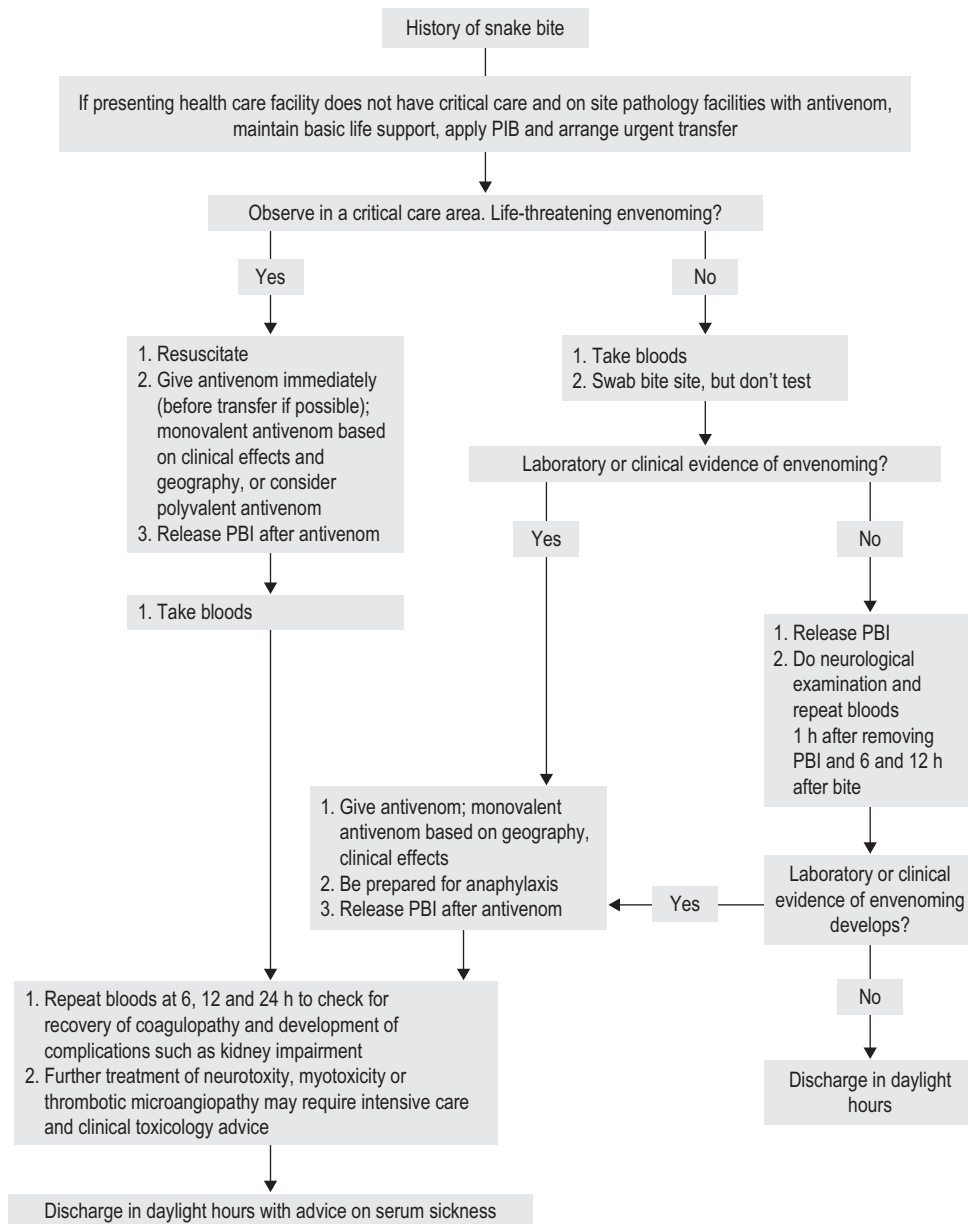 History of snake bite
If presenting health care facility does not have critical care and on site pathology facilities with antivenom,
maintain basic life support, apply PIB and arrange urgent transfer
Observe in a critical care area. Life-threatening envenoming?
Yes
No
1. Resuscitate
2. Give antivenom immediately
(before transfer if possible);
monovalent antivenom based
on clinical effects and
geography, or consider
polyvalent antivenom
3. Release PBI after antivenom
1. Take bloods
2. Swab bite site, but don't test
Laboratory or clinical evidence of envenoming?
Yes
No
1. Take bloods
1. Release PBI
2. Do neurological
examination and
repeat bloods
1 h after removing
PBI and 6 and 12 h
after bite
1. Give antivenom; monovalent
antivenom based on geography,
clinical effects
2. Be prepared for anaphylaxis
3. Release PBI after antivenom
Yes
Laboratory or clinical
evidence of envenoming
develops?
No
1. Repeat bloods at 6, 12 and 24 h to check for
recovery of coagulopathy and development of
complications such as kidney impairment
2. Further treatment of neurotoxity, myotoxicity or
thrombotic microangiopathy may require intensive care
and clinical toxicology advice
Discharge in daylight
hours
Discharge in daylight hours with advice on serum sickness